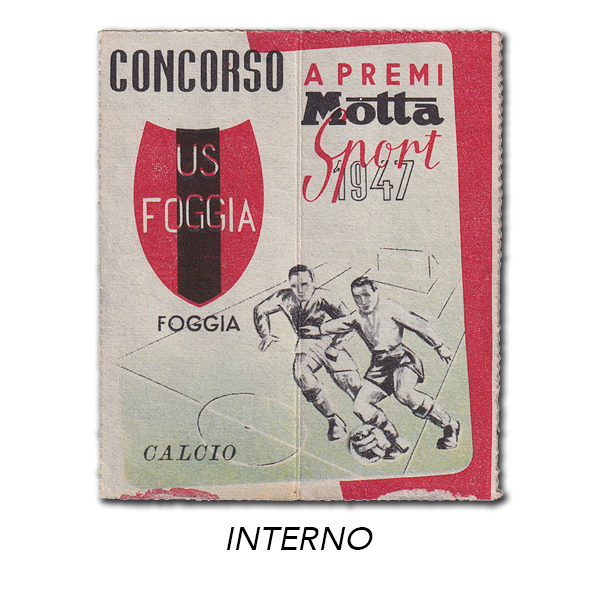 CONCORSO
A PREMI
Motta
Sport
1947
US
FOGGIA
FOGGIA
CALCIO
INTERNO